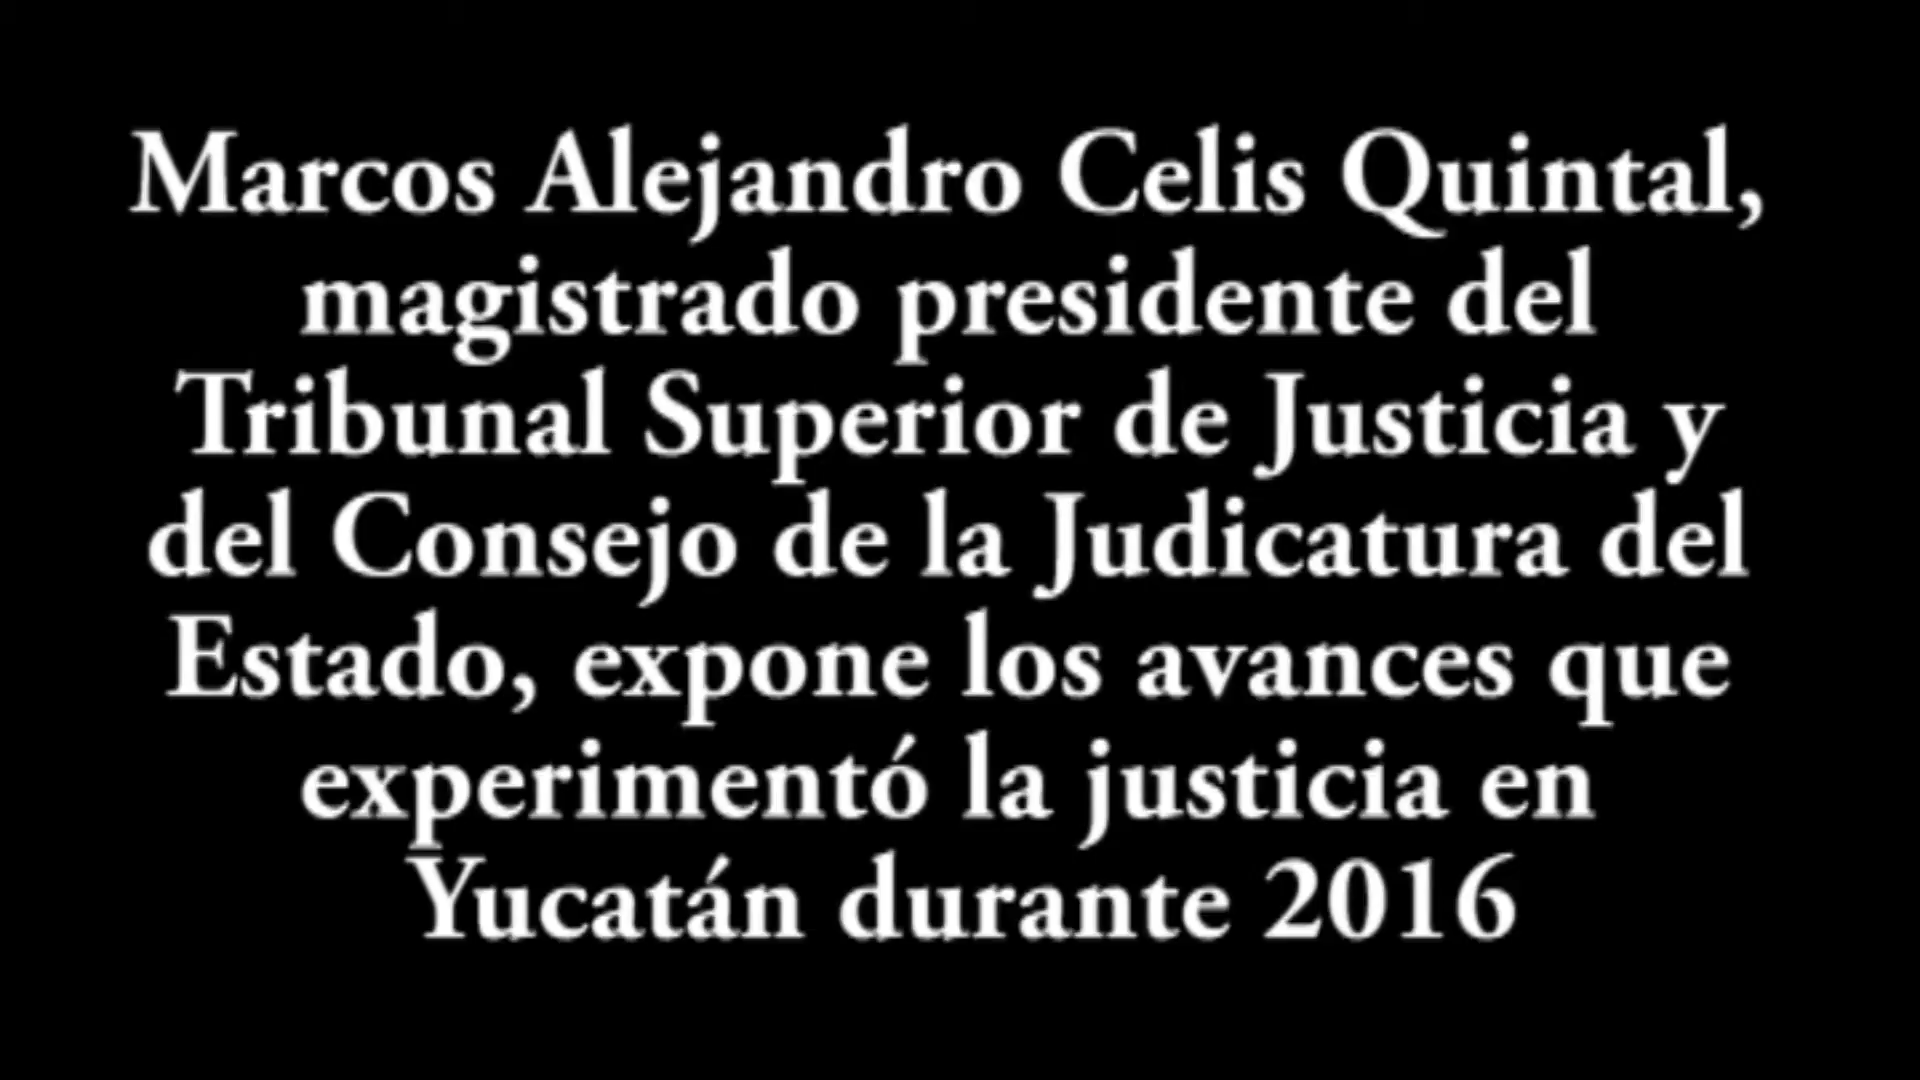 Marcos Alejandro Celis Quintal,
magistrado presidente del
Tribunal Superior de Justicia y
del Consejo de la Judicatura del
Estado, expone los avances que
experimentó la justicia en
Yucatán durante 2016